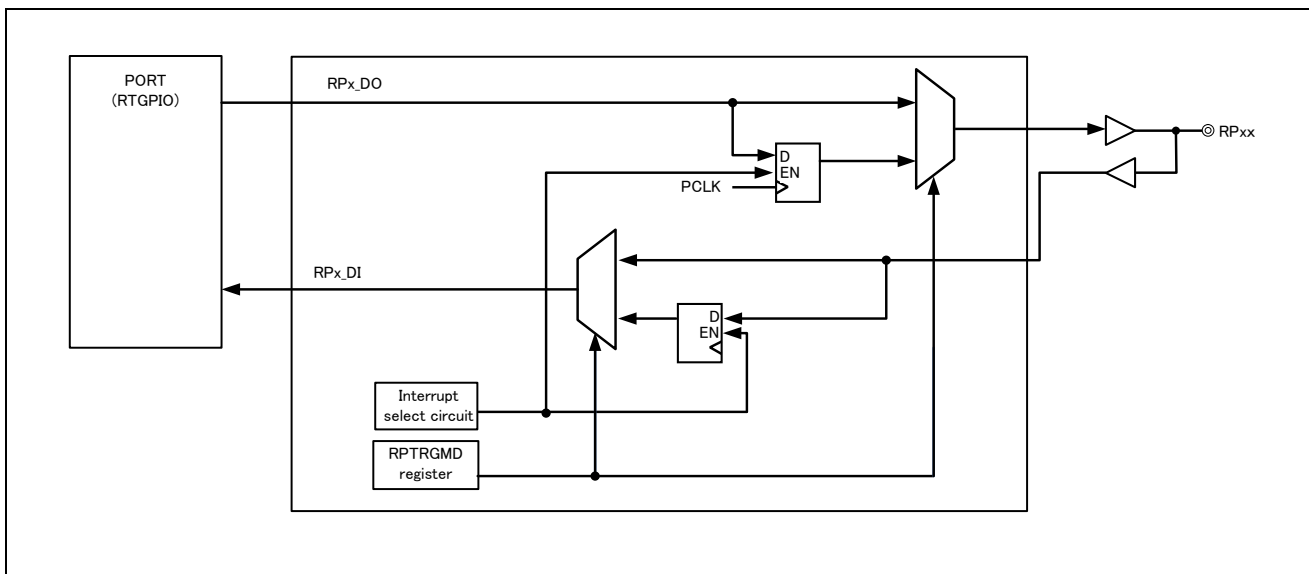 PORT
(RTGPIO)
RPx_DO
D
EN
PCLK
◎ RPxx
RPx_DI
D
EN
Interrupt
select circuit
RPTRGMD
register